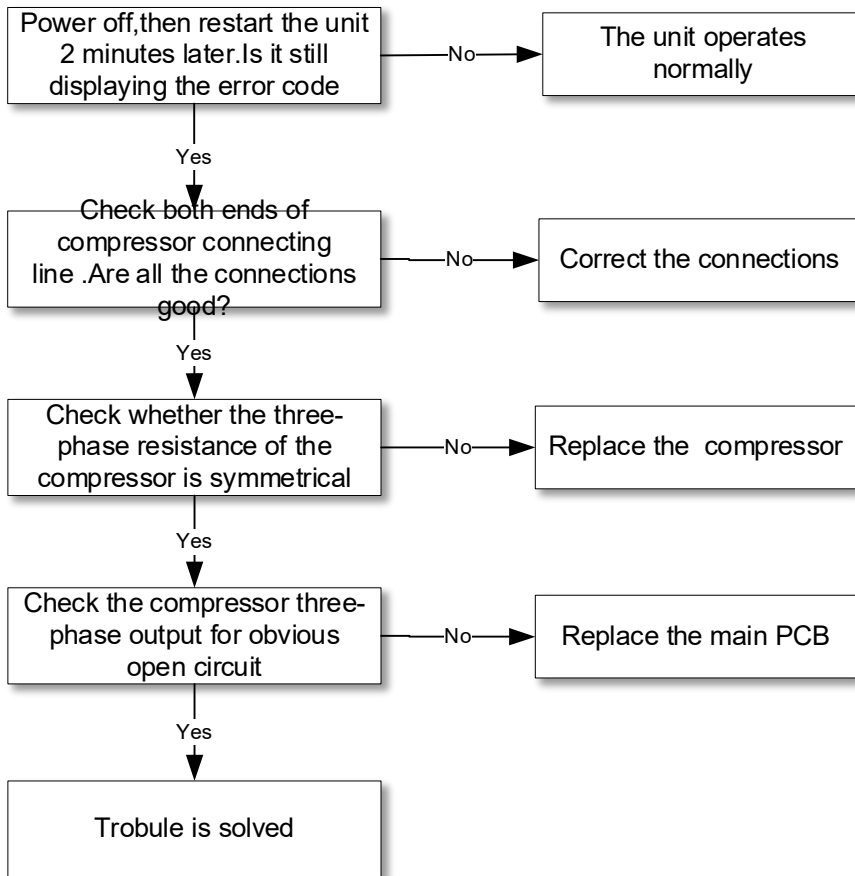 Power off,then restart the unit
2 minutes later.Is it still
displaying the error code
No
The unit operates
normally
Yes
Check both ends of
compressor connecting
line .Are all the connections
good?
No
Correct the connections
Yes
Check whether the three-
phase resistance of the
compressor is symmetrical
No
Replace the  compressor
Yes
Check the compressor three-
phase output for obvious
open circuit
No
Replace the main PCB
Yes
Trobule is solved